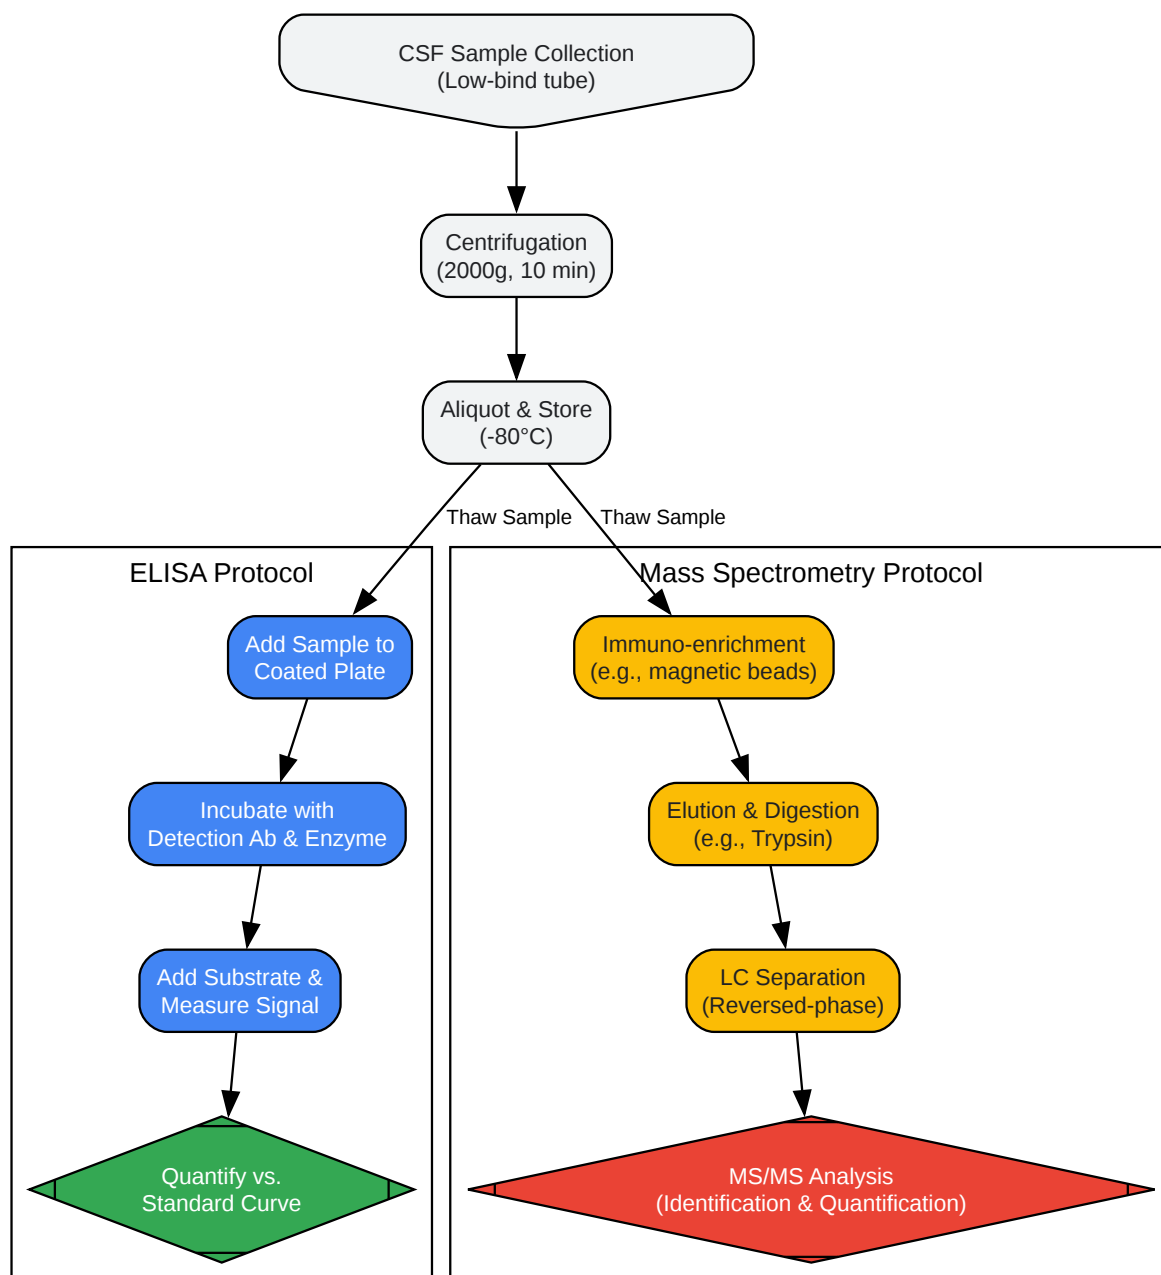 CSF Sample Collection
(Low-bind tube)
Centrifugation
(2000g, 10 min)
Aliquot & Store
(-80°C)
Thaw Sample
Thaw Sample
ELISA Protocol
Add Sample to
Coated Plate
Incubate with
Detection Ab & Enzyme
Add Substrate &
Measure Signal
Quantify vs.
Standard Curve
Mass Spectrometry Protocol
Immuno-enrichment
(e.g., magnetic beads)
Elution & Digestion
(e.g., Trypsin)
LC Separation
(Reversed-phase)
MS/MS Analysis
(Identification & Quantification)